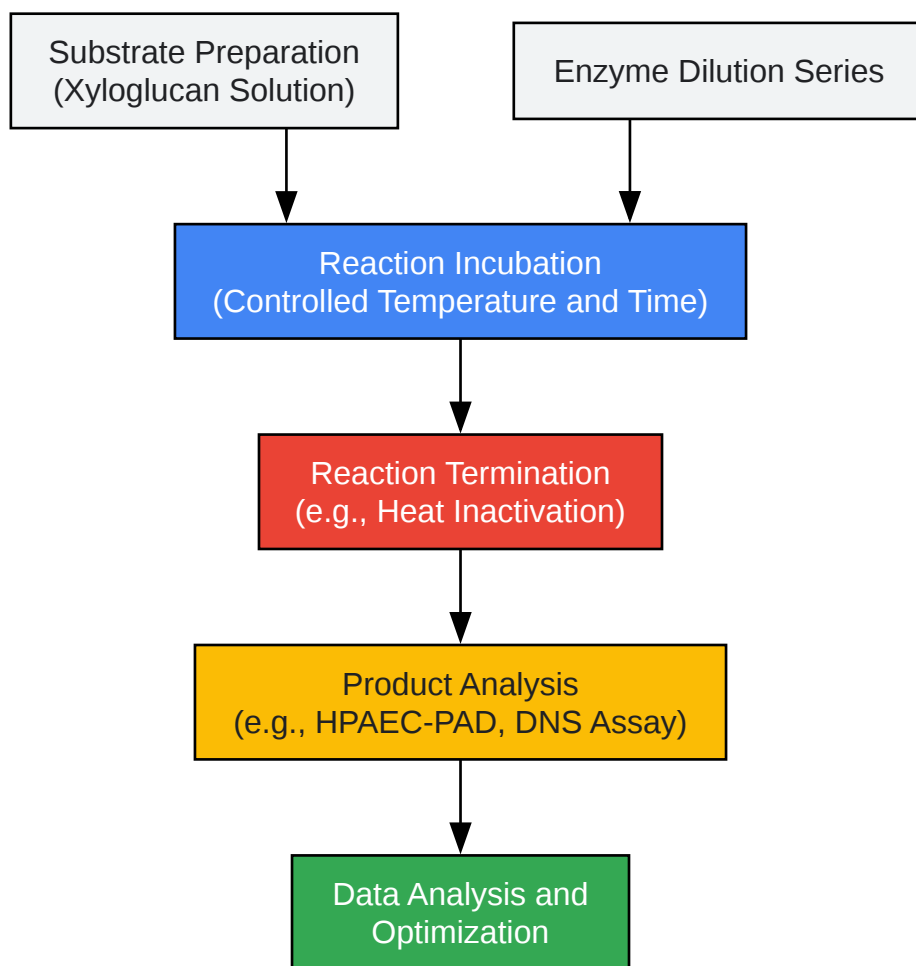 Substrate Preparation
(Xyloglucan Solution)
Enzyme Dilution Series
Reaction Incubation
(Controlled Temperature and Time)
Reaction Termination
(e.g., Heat Inactivation)
Product Analysis
(e.g., HPAEC-PAD, DNS Assay)
Data Analysis and
Optimization